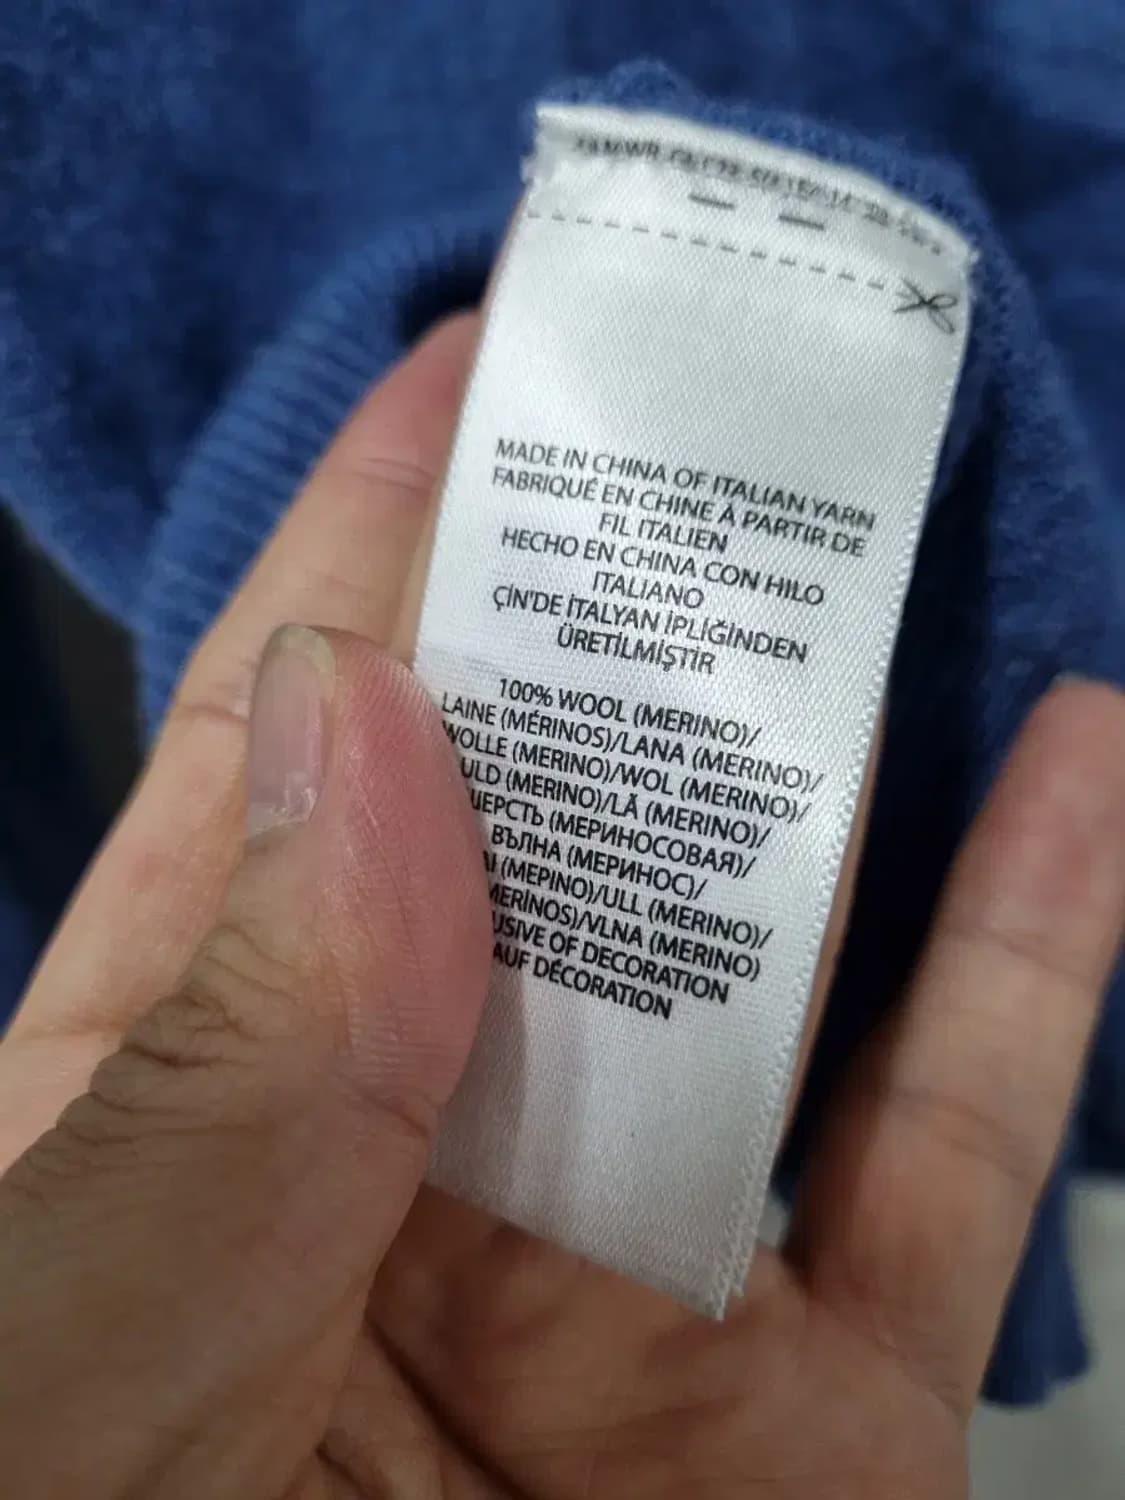 MADE IN CHINA OF ITALIAN YARN
FABRIQUÉ EN CHINE À PARTIR DE
FIL ITALIEN
HECHO EN CHINA CON HILO
ITALIANO
ÇİN'DE İTALYAN İPLİĞİNDEN
ÜRETİLMİŞTİR
100% WOOL (MERINO)/
LAINE (MÉRINOS)/LANA (MERINO)/
WOLLE (MERINO)/WOL (MERINO)/
ULD (MERINO)/LÃ (MERINO)/
ШЕРСТЬ (МЕРИНОСОВАЯ)/
ВЪЛНА (МЕРИНОС)/
(ΜΕΡΙΝΟ)/ULL (MERINO)/
MERINOS)/VLNA (MERINO)
USIVE OF DECORATION
AUF DÉCORATION